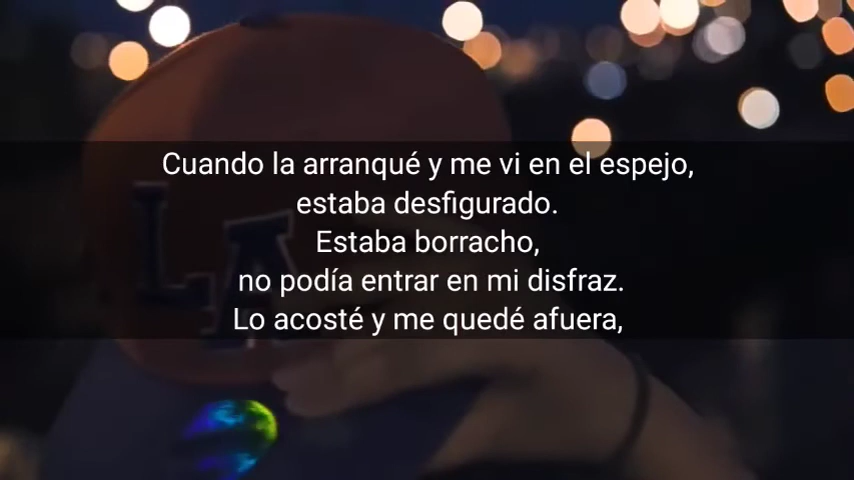 Cuando la arranqué y me vi en el espejo,
estaba desfigurado.
Estaba borracho,
no podía entrar en mi disfraz.
Lo acosté y me quedé afuera,
LA